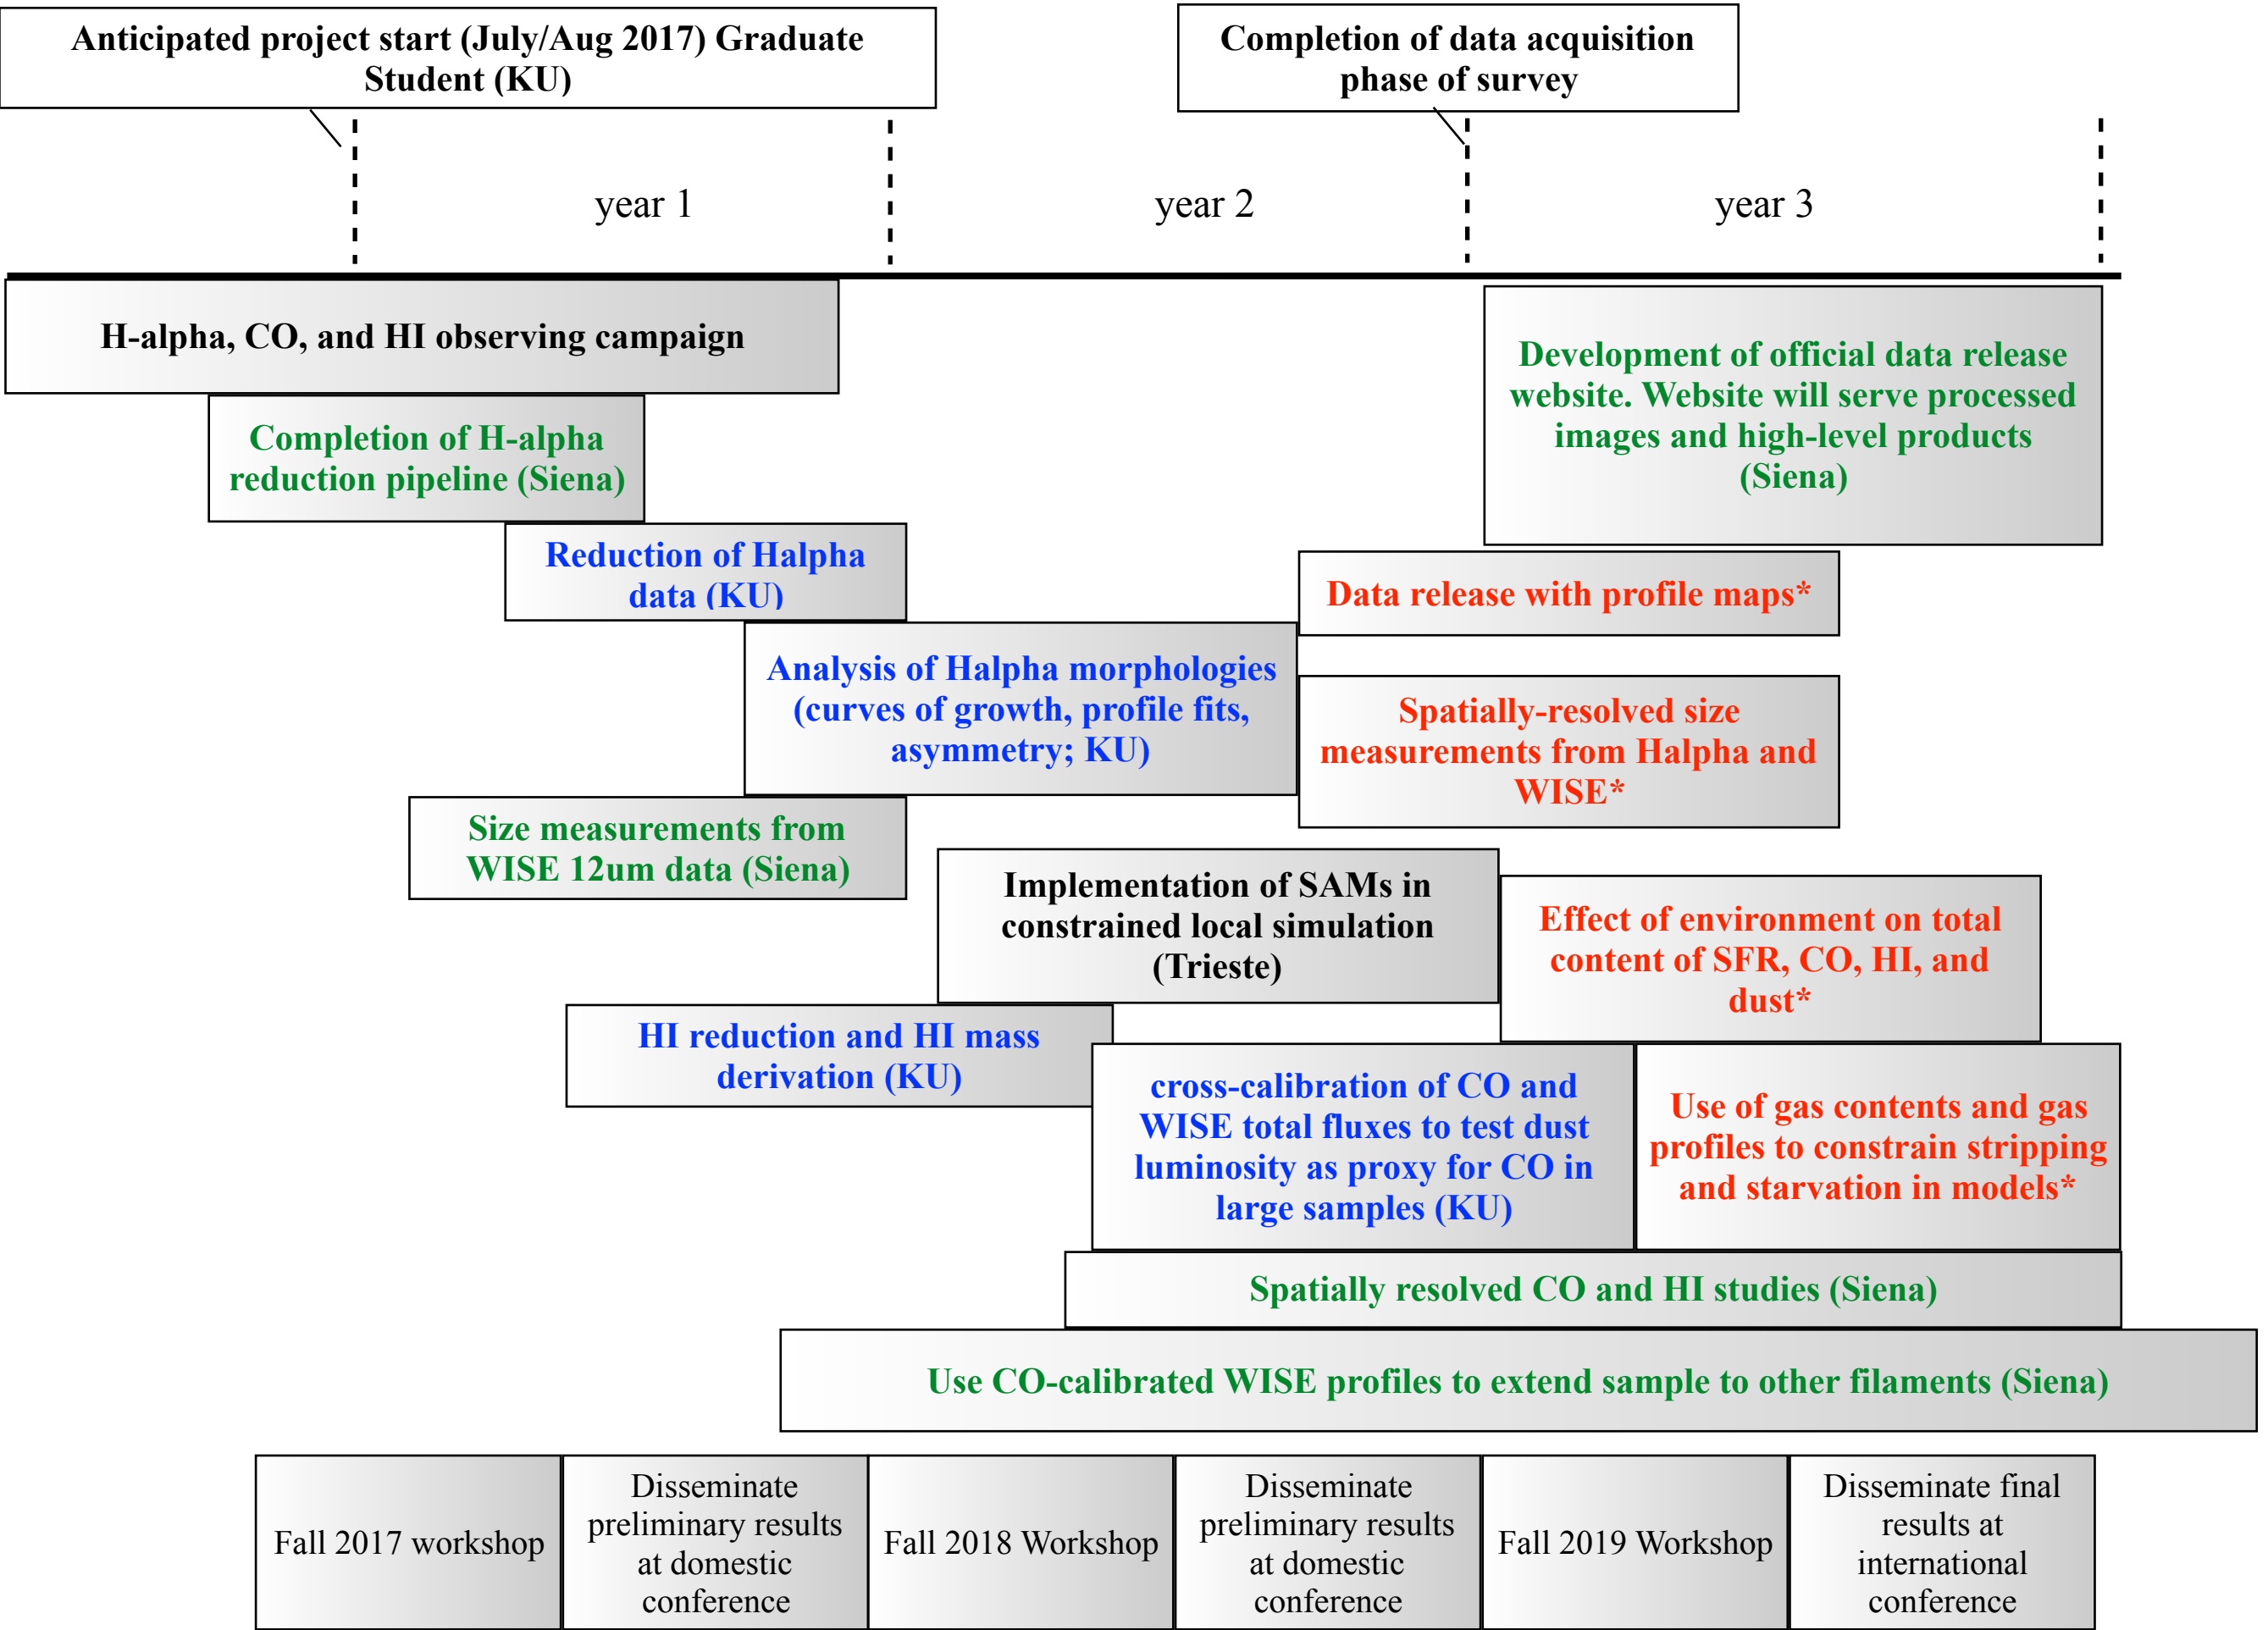 Anticipated project start (July/Aug 2017) Graduate
Student (KU)
Completion of data acquisition
phase of survey
year 1
year 2
year 3
H-alpha, CO, and HI observing campaign
Development of official data release
website. Website will serve processed
images and high-level products
(Siena)
Completion of H-alpha
reduction pipeline (Siena)
Reduction of Halpha
data (KU)
Data release with profile maps*
Analysis of Halpha morphologies
(curves of growth, profile fits,
asymmetry; KU)
Spatially-resolved size
measurements from Halpha and
WISE*
Size measurements from
WISE 12um data (Siena)
Implementation of SAMs in
constrained local simulation
(Trieste)
Effect of environment on total
content of SFR, CO, HI, and
dust*
HI reduction and HI mass
derivation (KU)
cross-calibration of CO and
WISE total fluxes to test dust
luminosity as proxy for CO in
large samples (KU)
Use of gas contents and gas
profiles to constrain stripping
and starvation in models*
Spatially resolved CO and HI studies (Siena)
Use CO-calibrated WISE profiles to extend sample to other filaments (Siena)
Fall 2017 workshop
Disseminate
preliminary results
at domestic
conference
Fall 2018 Workshop
Disseminate
preliminary results
at domestic
conference
Fall 2019 Workshop
Disseminate final
results at
international
conference